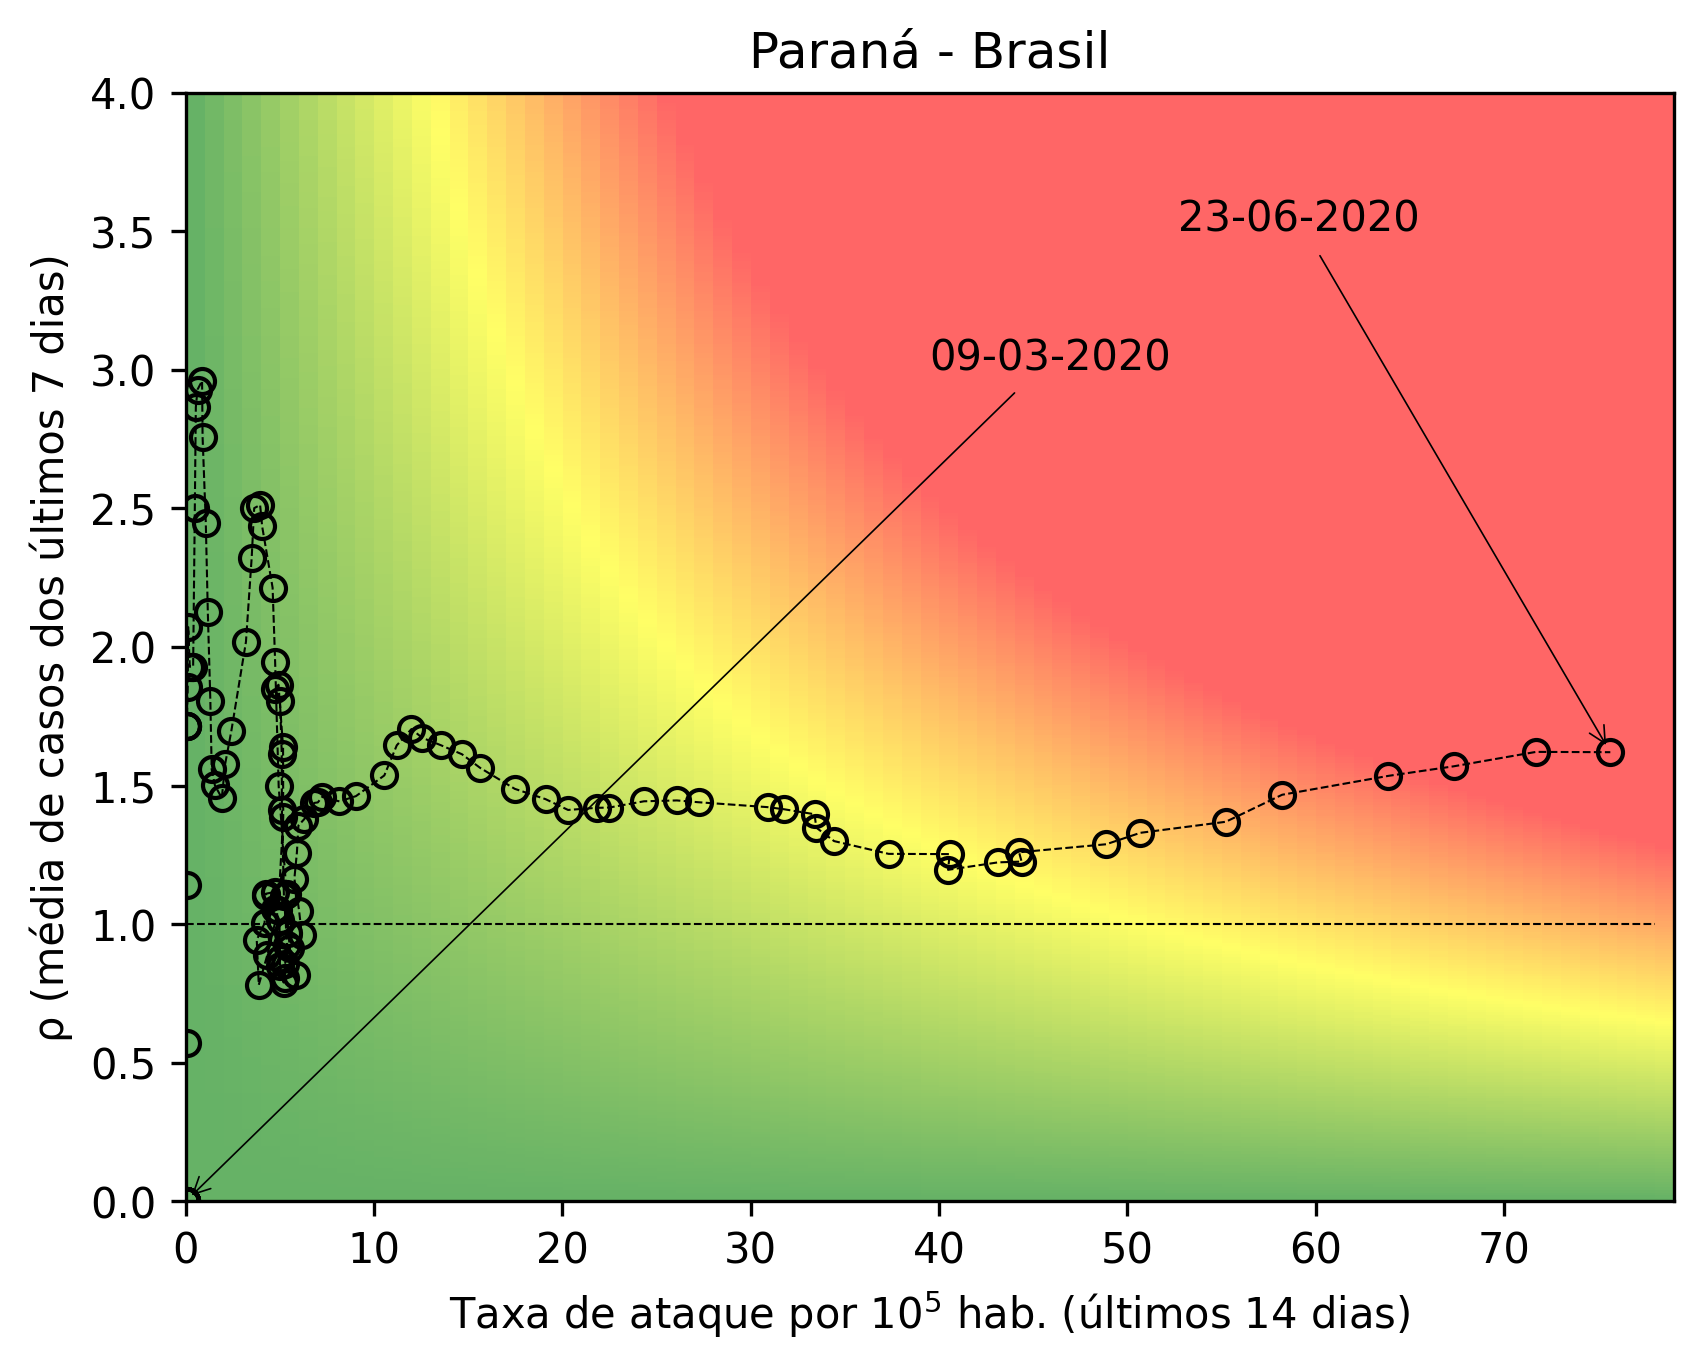 Paraná - Brasil
4.0
3.5
3.0
2.5
2.0
1.5
1.0
0.5
0.0
ρ (média de casos dos últimos 7 dias)
23-06-2020
09-03-2020
0 10 20 30 40 50 60 70
Taxa de ataque por 10⁵ hab. (últimos 14 dias)